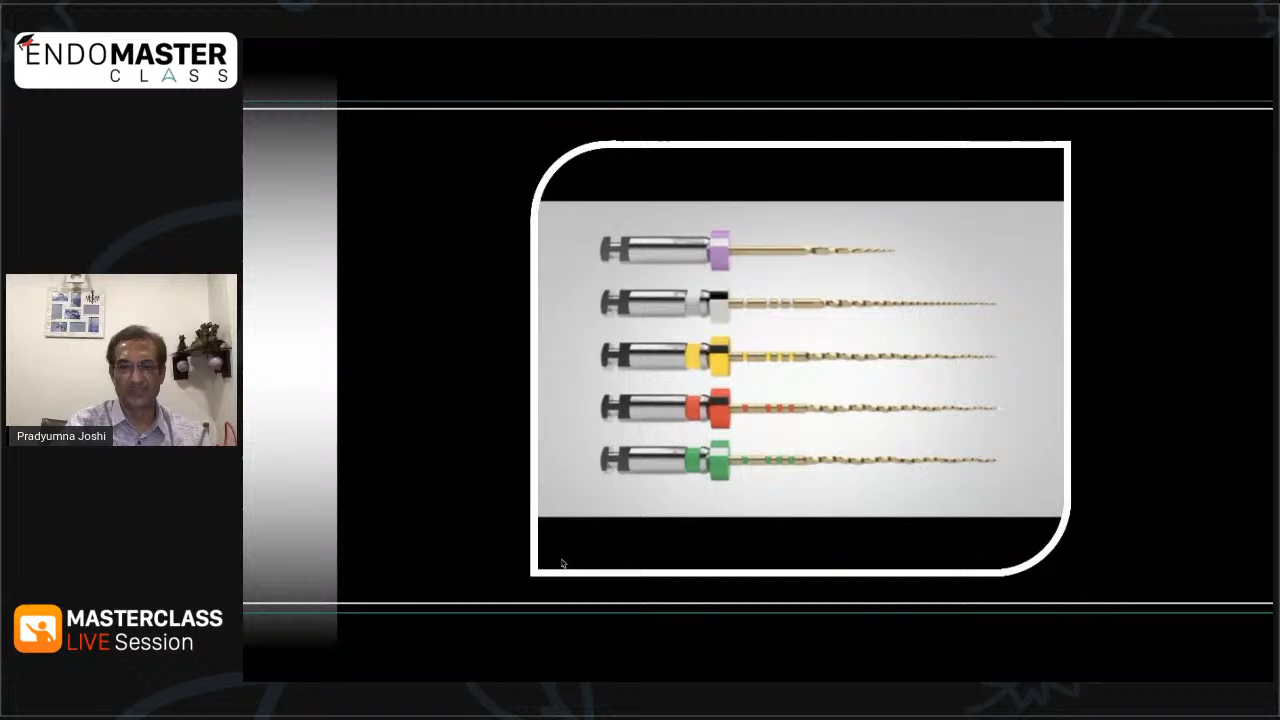 ENDOMASTER
CLASS
Pradyumna Joshi
MASTERCLASS
LIVE Session